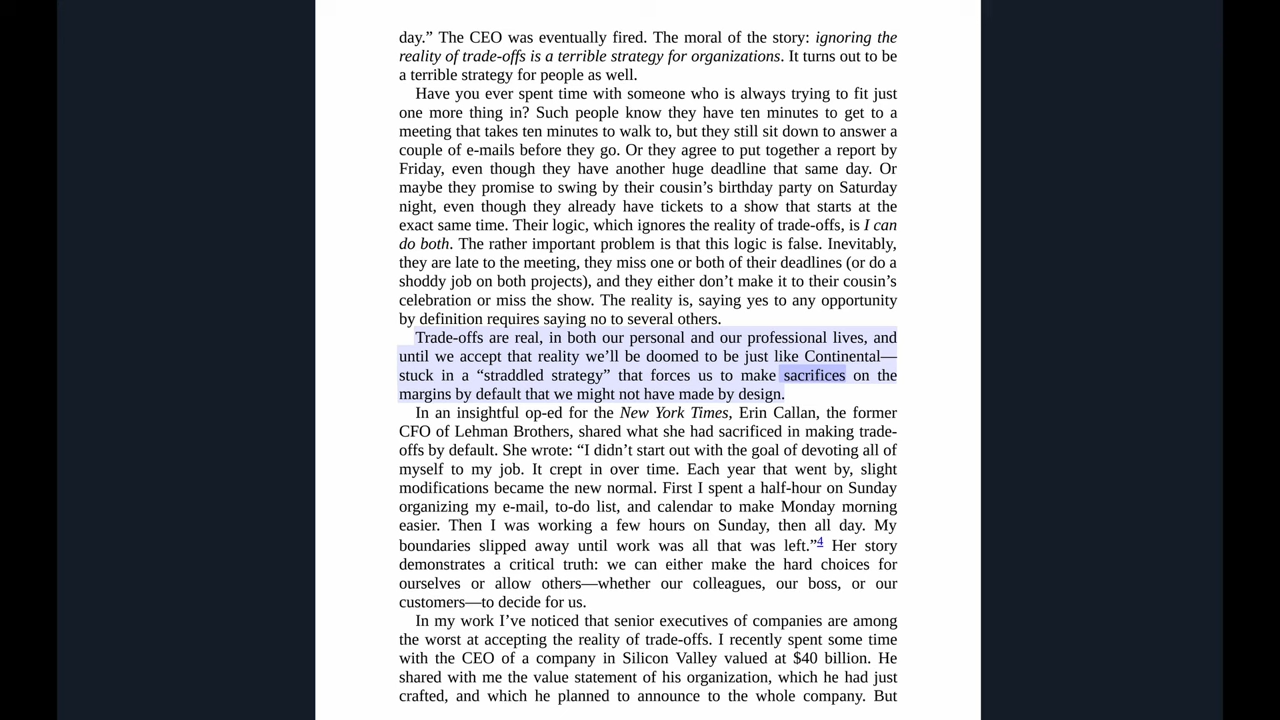 day.” The CEO was eventually fired. The moral of the story: ignoring the
reality of trade-offs is a terrible strategy for organizations. It turns out to be
a terrible strategy for people as well.
Have you ever spent time with someone who is always trying to fit just
one more thing in? Such people know they have ten minutes to get to a
meeting that takes ten minutes to walk to, but they still sit down to answer a
couple of e-mails before they go. Or they agree to put together a report by
Friday, even though they have another huge deadline that same day. Or
maybe they promise to swing by their cousin’s birthday party on Saturday
night, even though they already have tickets to a show that starts at the
exact same time. Their logic, which ignores the reality of trade-offs, is I can
do both. The rather important problem is that this logic is false. Inevitably,
they are late to the meeting, they miss one or both of their deadlines (or do a
shoddy job on both projects), and they either don’t make it to their cousin’s
celebration or miss the show. The reality is, saying yes to any opportunity
by definition requires saying no to several others.
Trade-offs are real, in both our personal and our professional lives, and
until we accept that reality we’ll be doomed to be just like Continental—
stuck in a “straddled strategy” that forces us to make sacrifices on the
margins by default that we might not have made by design.
In an insightful op-ed for the New York Times, Erin Callan, the former
CFO of Lehman Brothers, shared what she had sacrificed in making trade-
offs by default. She wrote: “I didn’t start out with the goal of devoting all of
myself to my job. It crept in over time. Each year that went by, slight
modifications became the new normal. First I spent a half-hour on Sunday
organizing my e-mail, to-do list, and calendar to make Monday morning
easier. Then I was working a few hours on Sunday, then all day. My
boundaries slipped away until work was all that was left.”4 Her story
demonstrates a critical truth: we can either make the hard choices for
ourselves or allow others—whether our colleagues, our boss, or our
customers—to decide for us.
In my work I’ve noticed that senior executives of companies are among
the worst at accepting the reality of trade-offs. I recently spent some time
with the CEO of a company in Silicon Valley valued at $40 billion. He
shared with me the value statement of his organization, which he had just
crafted, and which he planned to announce to the whole company. But